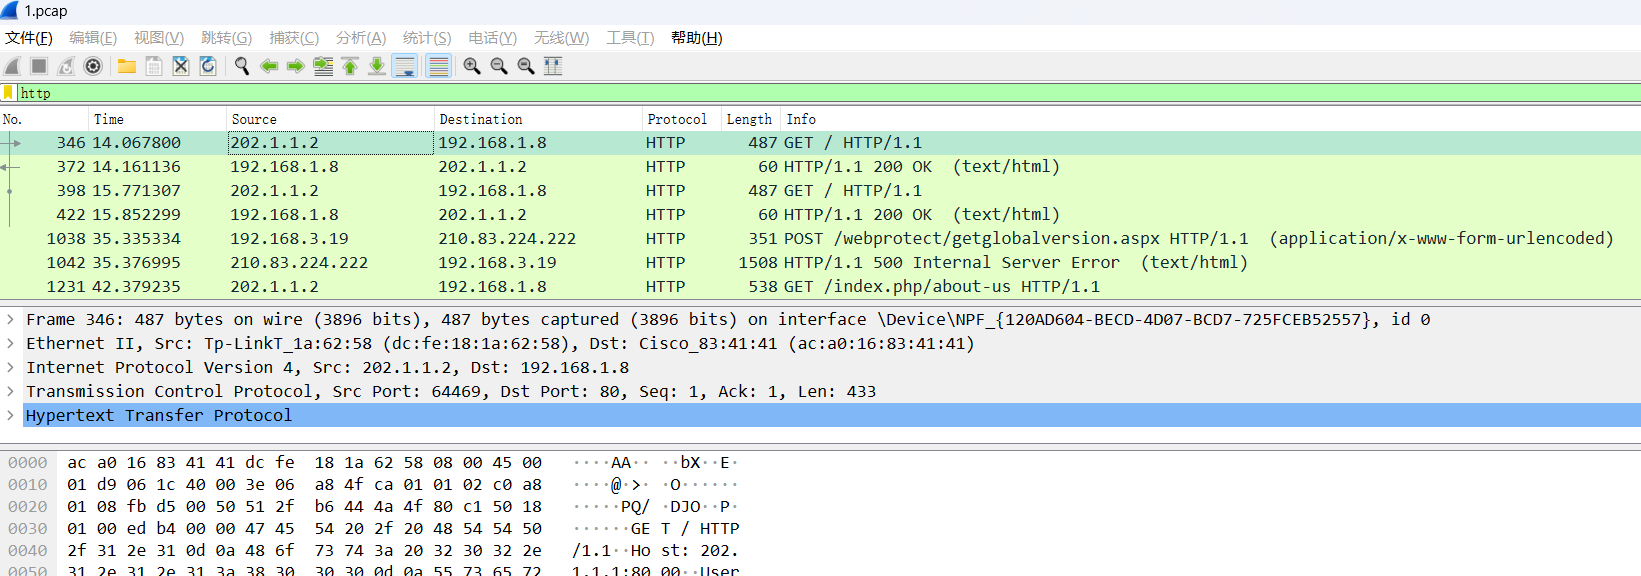 1.pcap
文件(F) 编辑(E) 视图(V) 跳转(G) 捕获(C) 分析(A) 统计(S) 电话(Y) 无线(W) 工具(T) 帮助(H)
http
No. Time Source Destination Protocol Length Info
346 14.067800 202.1.1.2 192.168.1.8 HTTP 487 GET / HTTP/1.1
372 14.161136 192.168.1.8 202.1.1.2 HTTP 60 HTTP/1.1 200 OK (text/html)
398 15.771307 202.1.1.2 192.168.1.8 HTTP 487 GET / HTTP/1.1
422 15.852299 192.168.1.8 202.1.1.2 HTTP 60 HTTP/1.1 200 OK (text/html)
1038 35.335334 192.168.3.19 210.83.224.222 HTTP 351 POST /webprotect/getglobalversion.aspx HTTP/1.1 (application/x-www-form-urlencoded)
1042 35.376995 210.83.224.222 192.168.3.19 HTTP 1508 HTTP/1.1 500 Internal Server Error (text/html)
1231 42.379235 202.1.1.2 192.168.1.8 HTTP 538 GET /index.php/about-us HTTP/1.1
Frame 346: 487 bytes on wire (3896 bits), 487 bytes captured (3896 bits) on interface \Device\NPF_{120AD604-BECD-4D07-BCD7-725FCEB52557}, id 0
Ethernet II, Src: Tp-LinkT_1a:62:58 (dc:fe:18:1a:62:58), Dst: Cisco_83:41:41 (ac:a0:16:83:41:41)
Internet Protocol Version 4, Src: 202.1.1.2, Dst: 192.168.1.8
Transmission Control Protocol, Src Port: 64469, Dst Port: 80, Seq: 1, Ack: 1, Len: 433
Hypertext Transfer Protocol
0000 ac a0 16 83 41 41 dc fe 18 1a 62 58 08 00 45 00 ····AA·· ··bX··E·
0010 01 d9 06 1c 40 00 3e 06 a8 4f ca 01 01 02 c0 a8 ····@·>· ·O······
0020 01 08 fb d5 00 50 51 2f b6 44 4a 4f 80 c1 50 18 ·····PQ/ ·DJO··P·
0030 01 00 ed b4 00 00 47 45 54 20 2f 20 48 54 54 50 ······GE T / HTTP
0040 2f 31 2e 31 0d 0a 48 6f 73 74 3a 20 32 30 32 2e /1.1··Ho st: 202.
0050 31 2e 31 2e 31 3a 38 30 30 30 0d 0a 55 73 65 72 1.1.1:80 00··User